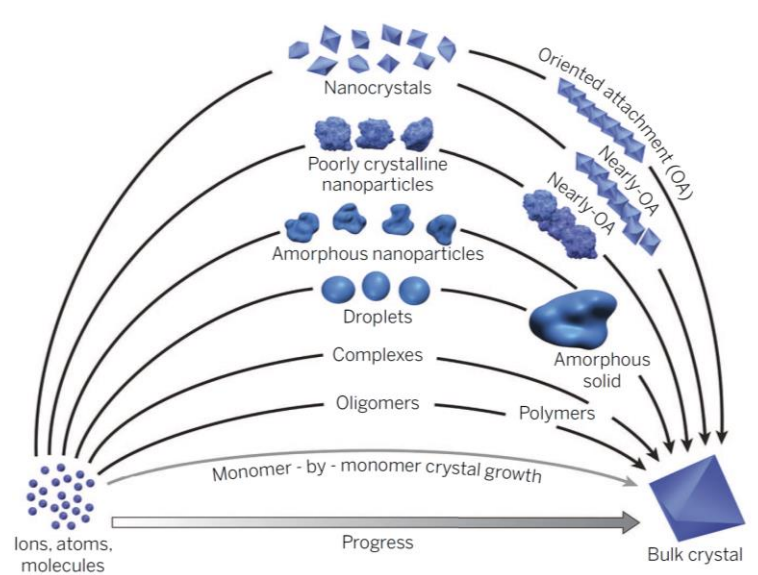 Nanocrystals
Oriented attachment (OA)
Poorly crystalline
nanoparticles
Nearly-OA
Nearly-OA
Amorphous nanoparticles
Droplets
Amorphous
solid
Complexes
Oligomers
Polymers
Monomer - by - monomer crystal growth
Ions, atoms,
molecules
Progress
Bulk crystal